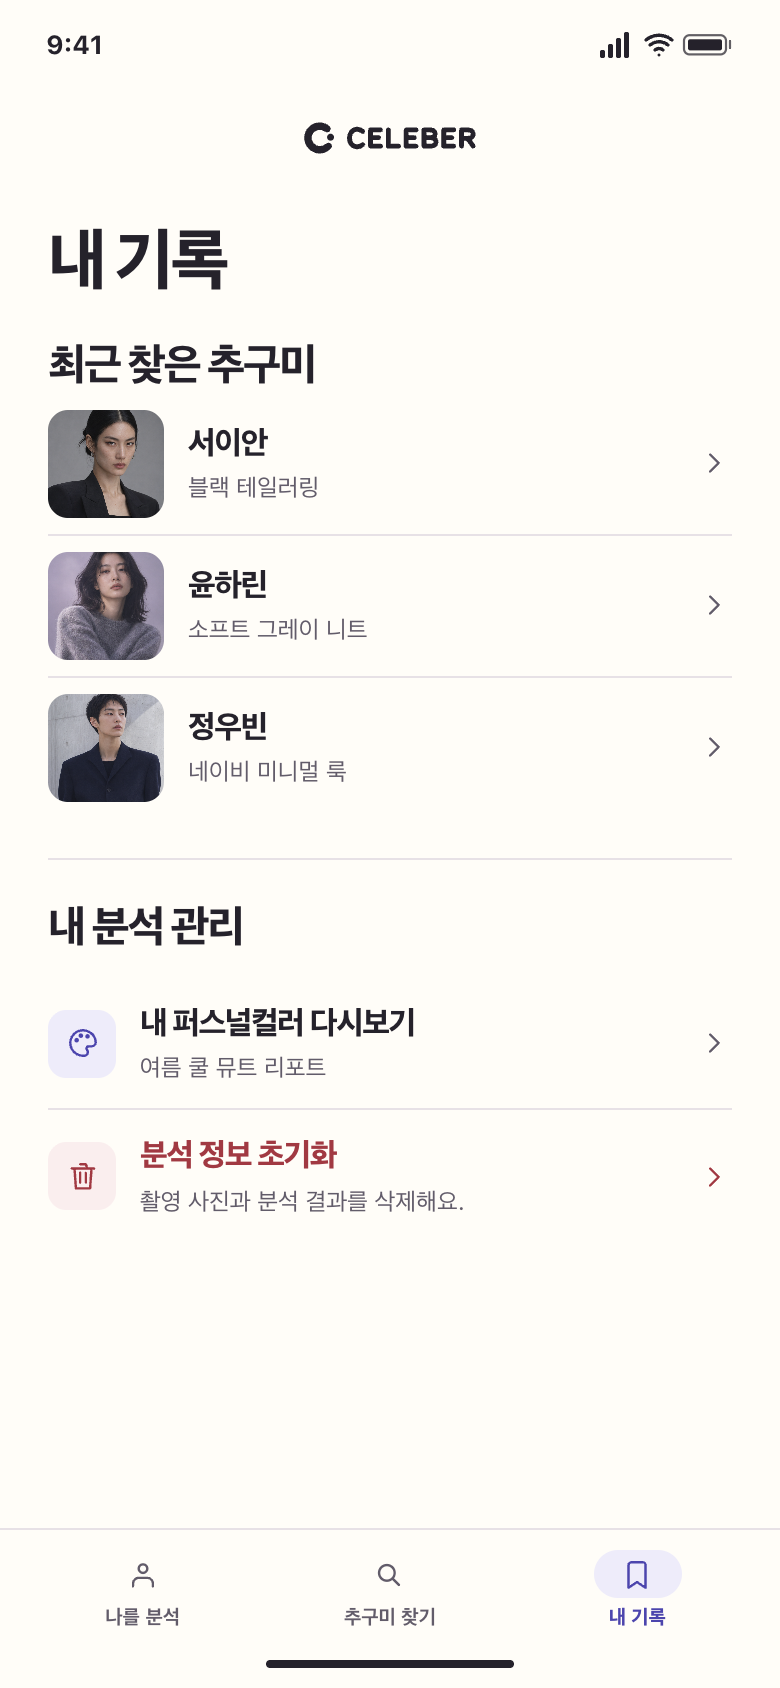 9:41
CELEBER
내 기록
최근 찾은 추구미
서이안
블랙 테일러링
윤하린
소프트 그레이 니트
정우빈
네이비 미니멀 룩
내 분석 관리
내 퍼스널컬러 다시보기
여름 쿨 뮤트 리포트
분석 정보 초기화
촬영 사진과 분석 결과를 삭제해요.
나를 분석
추구미 찾기
내 기록